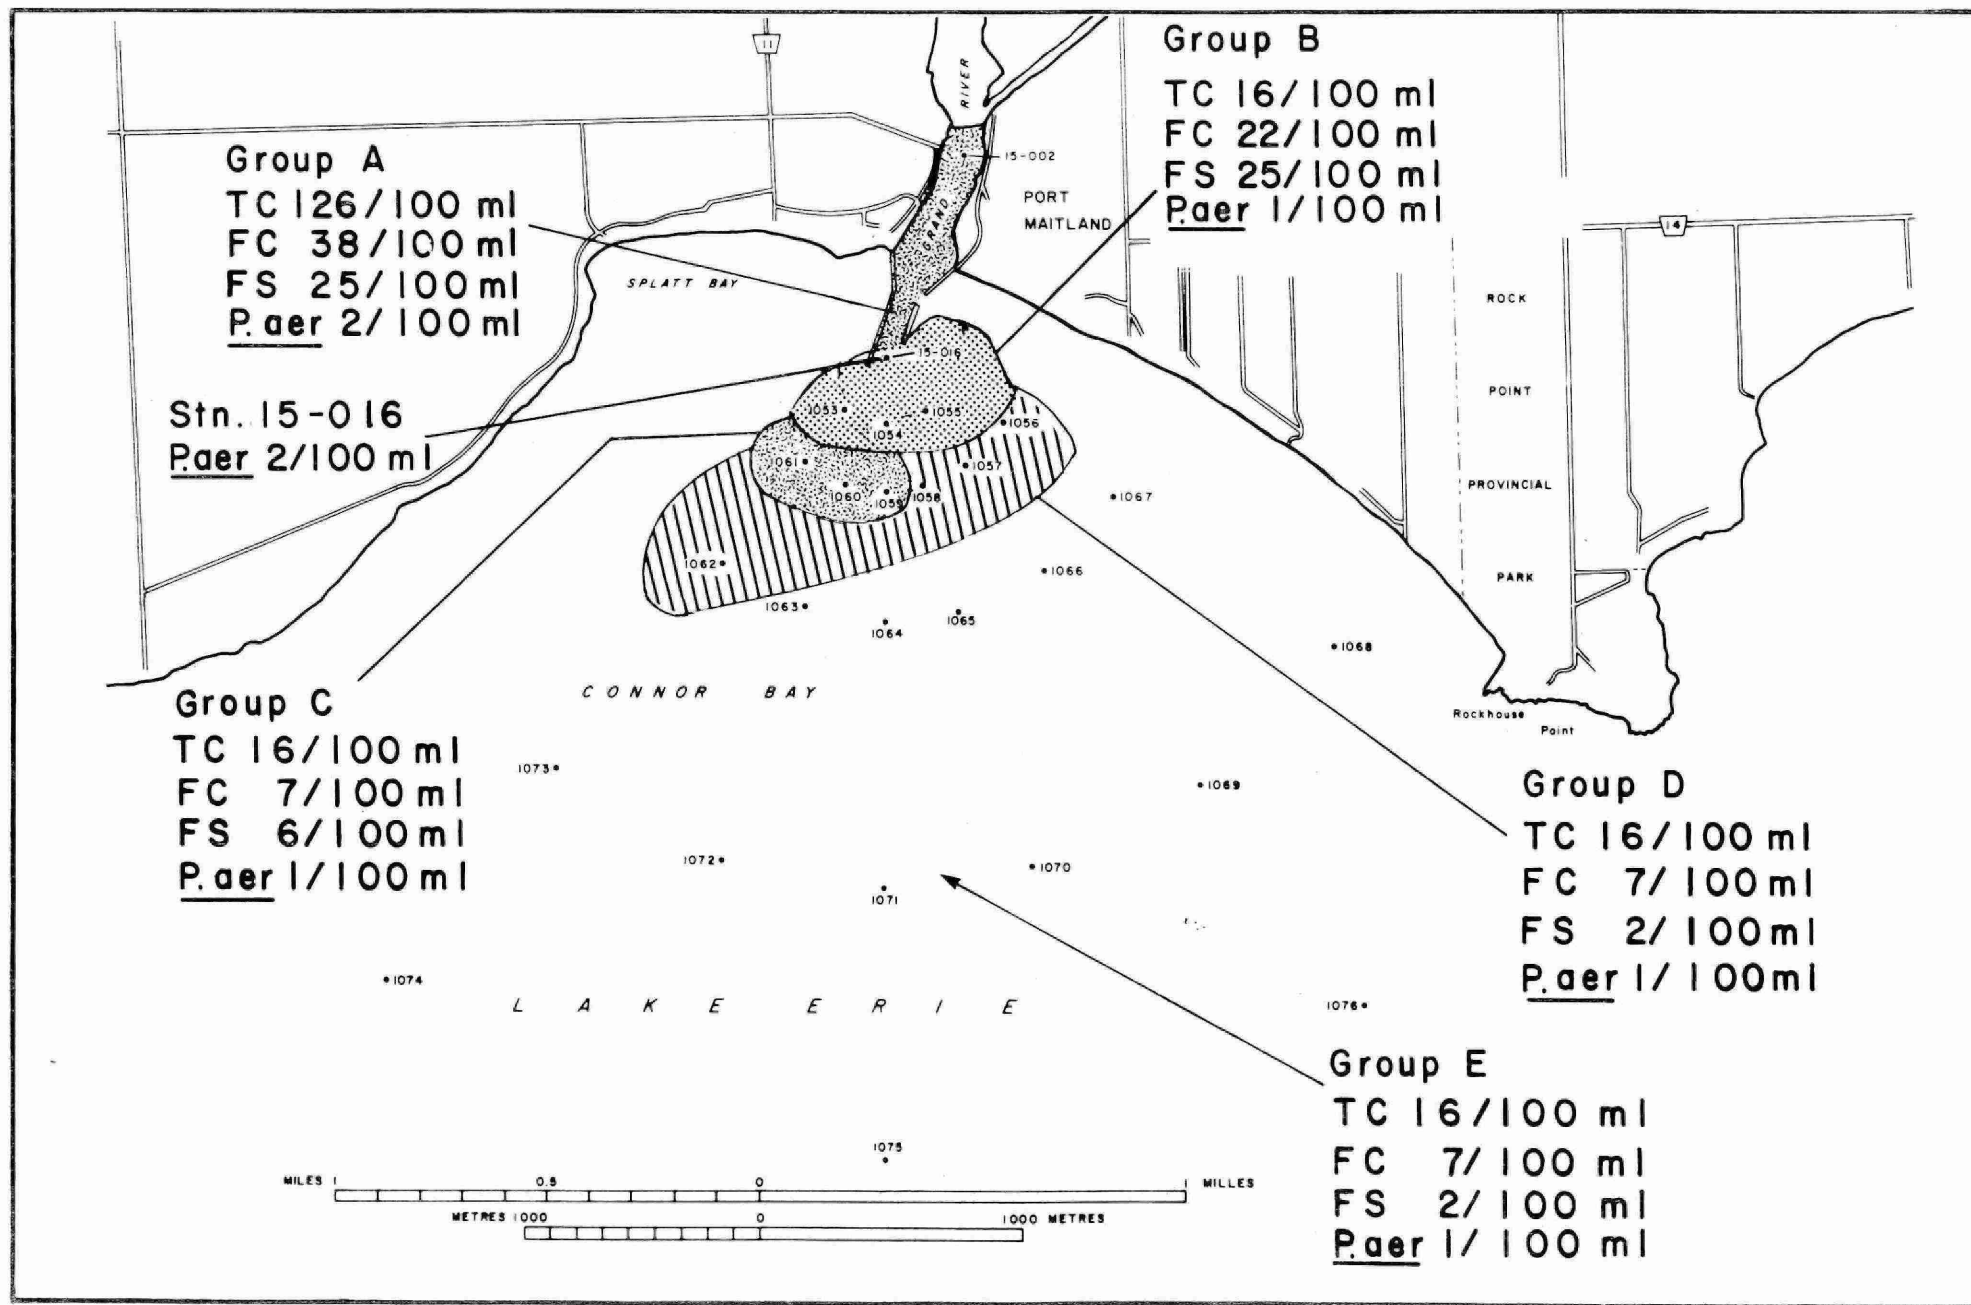 11
RIVER
GRAND
15-002
PORT
MAITLAND
Group A
TC 126/100 ml
FC 38/100 ml
FS 25/100 ml
P.aer 2/100 ml
Group B
TC 16/100 ml
FC 22/100 ml
FS 25/100 ml
P.aer 1/100 ml
14
SPLATT BAY
ROCK
POINT
PROVINCIAL
PARK
15-016
Stn. 15-016
P.aer 2/100 ml
1053
1055
1054
1056
1061
1057
1060
1059
1058
1067
1062
1066
1063
1064
1065
1068
CONNOR BAY
Rockhouse
Point
Group C
TC 16/100 ml
FC 7/100 ml
FS 6/100 ml
P.aer 1/100 ml
1073
1069
1072
1070
1071
Group D
TC 16/100 ml
FC 7/100 ml
FS 2/100 ml
P.aer 1/100 ml
1074
LAKE ERIE
1076
Group E
TC 16/100 ml
FC 7/100 ml
FS 2/100 ml
P.aer 1/100 ml
1075
MILES 1 0.5 0 1 MILLES
METRES 1000 0 1000 METRES